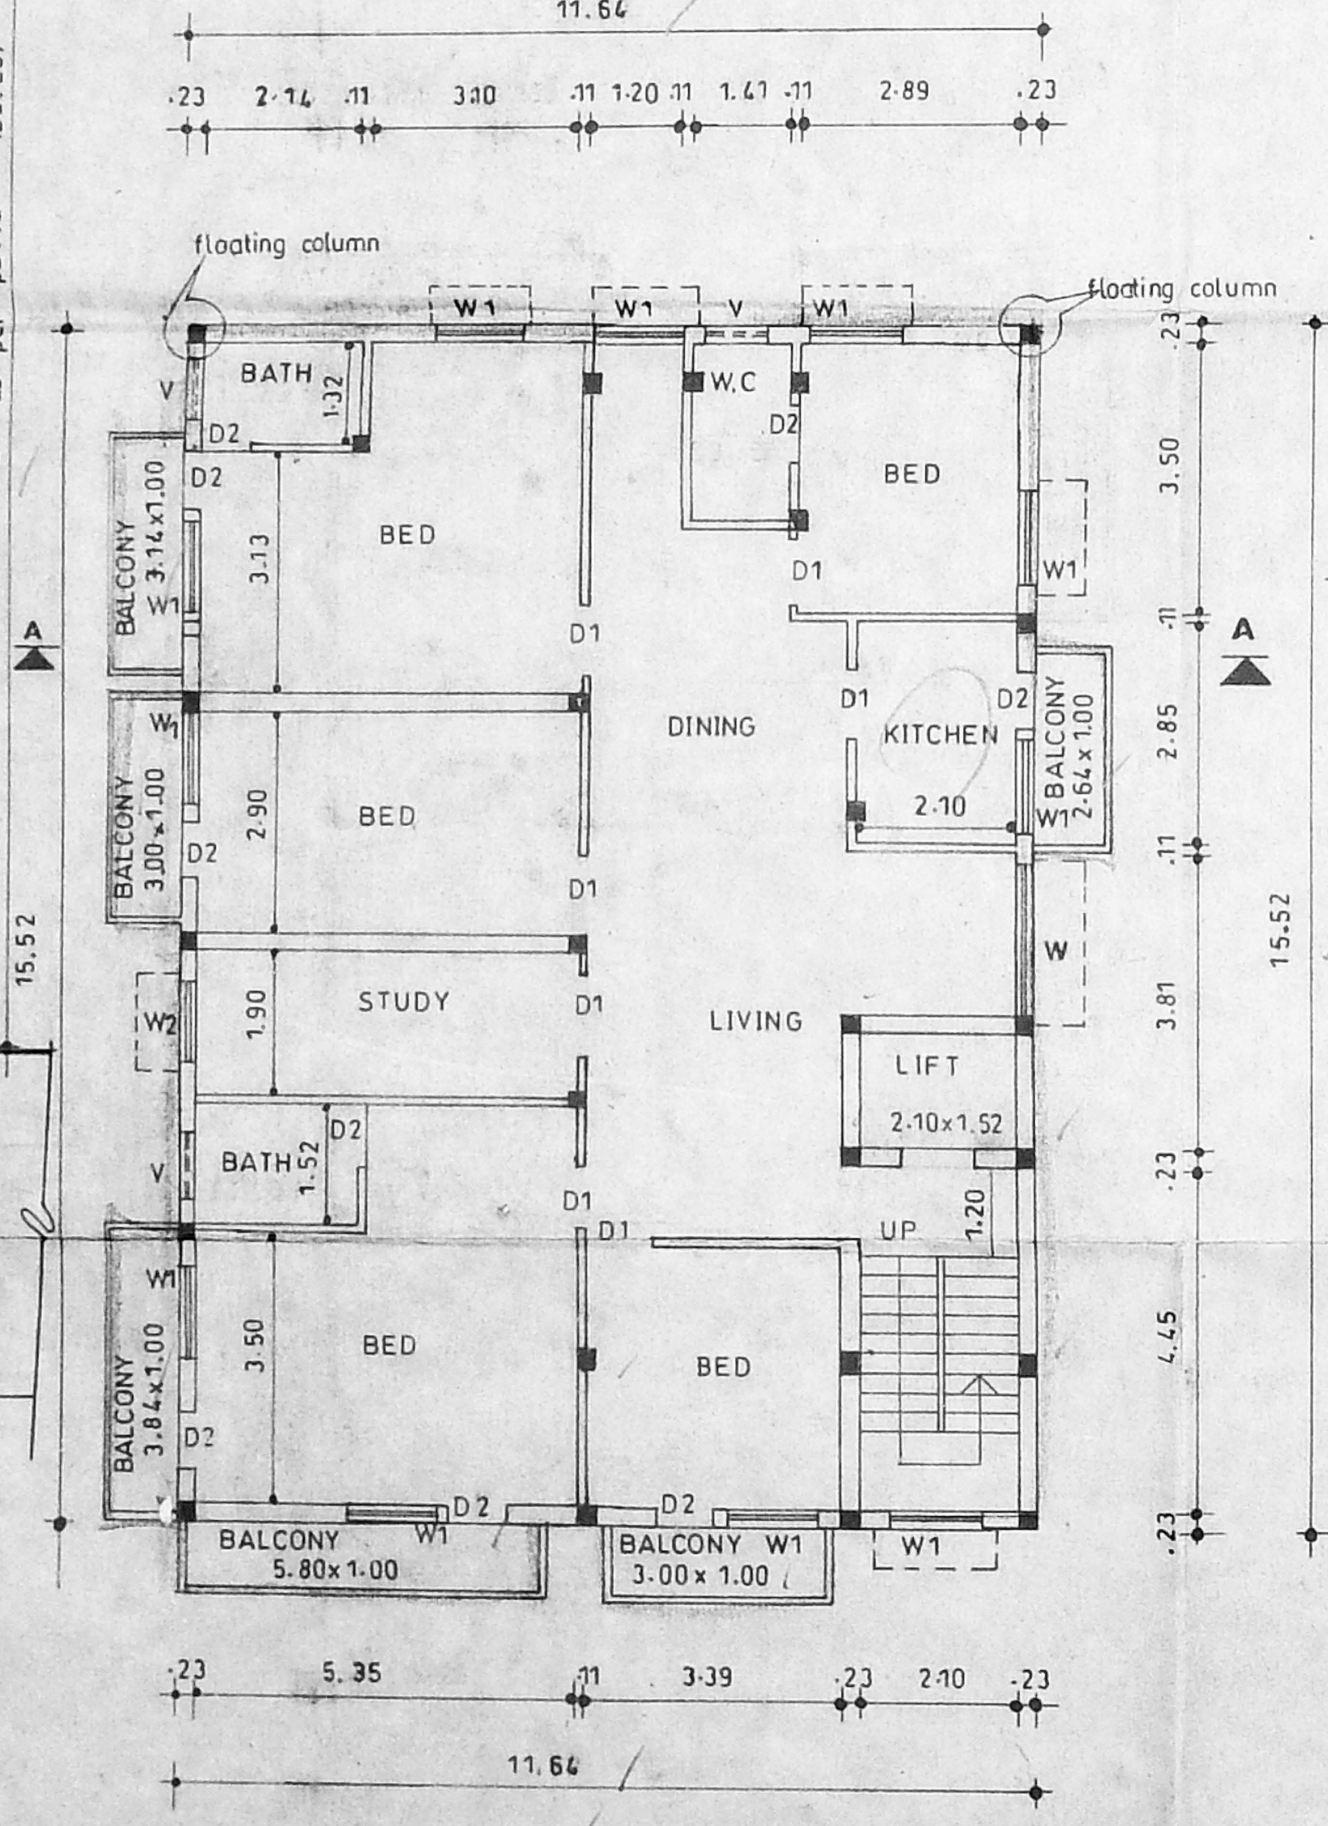 11.64
.23 2.14 .11 3.10 .11 1.20 .11 1.41 .11 2.89 .23
floating column
floating column
W1 W1 V W1
.23
BATH
1.32
V
W.C
D2
D2
D2
BED
3.50
BALCONY
3.14x1.00
BED
3.13
W1
D1
W1
D1
.11
A
A
W1
DINING
D1
KITCHEN
D2
BALCONY
2.64 x 1.00
2.85
BALCONY
3.00x1.00
2.90
BED
2.10
W1
D2
D1
.11
15.52
15.52
W
W2
1.90
STUDY
D1
LIVING
3.81
LIFT
2.10x1.52
V
BATH
1.52
D2
.23
D1
D1
UP
1.20
W1
BALCONY
3.84x1.00
3.50
BED
BED
4.45
D2
D2
W1
D2
.23
BALCONY
5.80x1.00
BALCONY W1
3.00x 1.00
W1
.23 5.35 .11 3.39 .23 2.10 .23
11.64